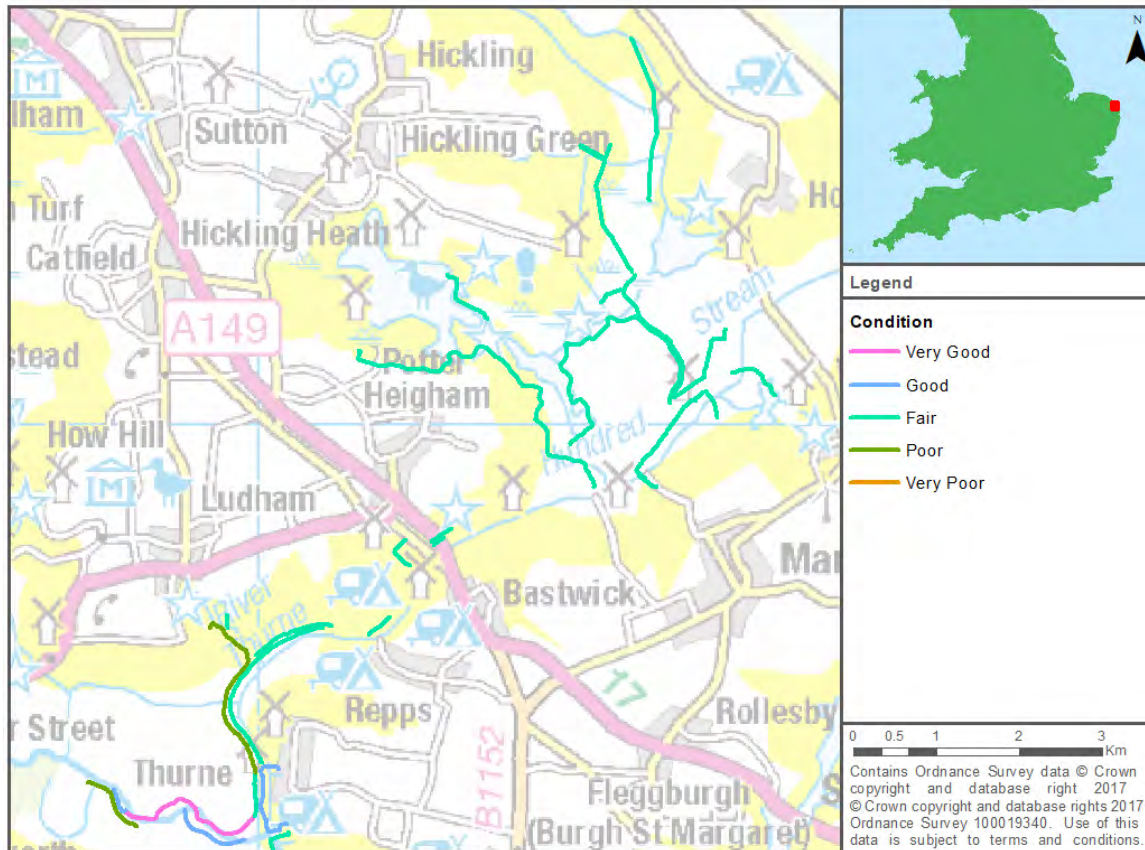 Hickling
Sutton
Hickling Green
Turf
Hickling Heath
Catfield
Stream
A149
Potter
Heigham
How Hill
Hundred
Ludham
Bastwick
River
Thurne
17
Repps
Rollesby
Street
Thurne
B1152
Fleggburgh
(Burgh St Margaret)
N
Legend
Condition
Very Good
Good
Fair
Poor
Very Poor
0 0.5 1 2 3
Km
Contains Ordnance Survey data © Crown
copyright and database right 2017
© Crown copyright and database rights 2017
Ordnance Survey 100019340. Use of this
data is subject to terms and conditions